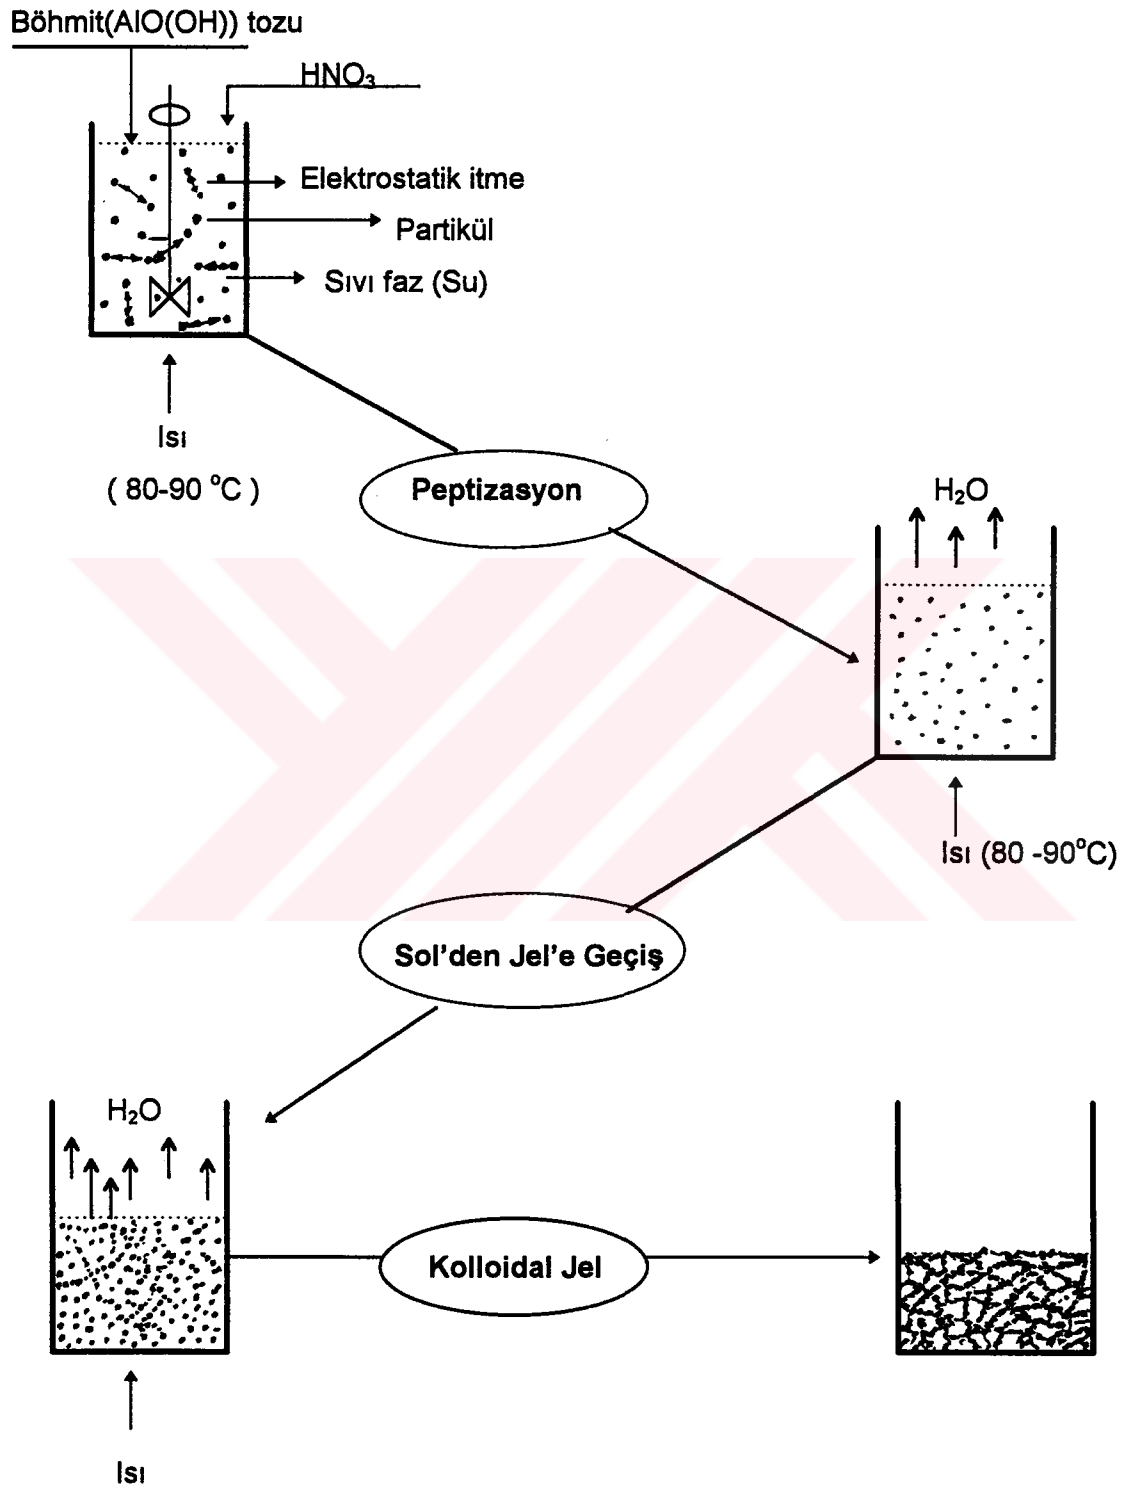 Böhmit(AlO(OH)) tozu
HNO₃
Elektrostatik itme
Partikül
Sıvı faz (Su)
Isı
( 80-90 °C )
Peptizasyon
H₂O
Isı (80 -90°C)
Sol'den Jel'e Geçiş
H₂O
Kolloidal Jel
Isı